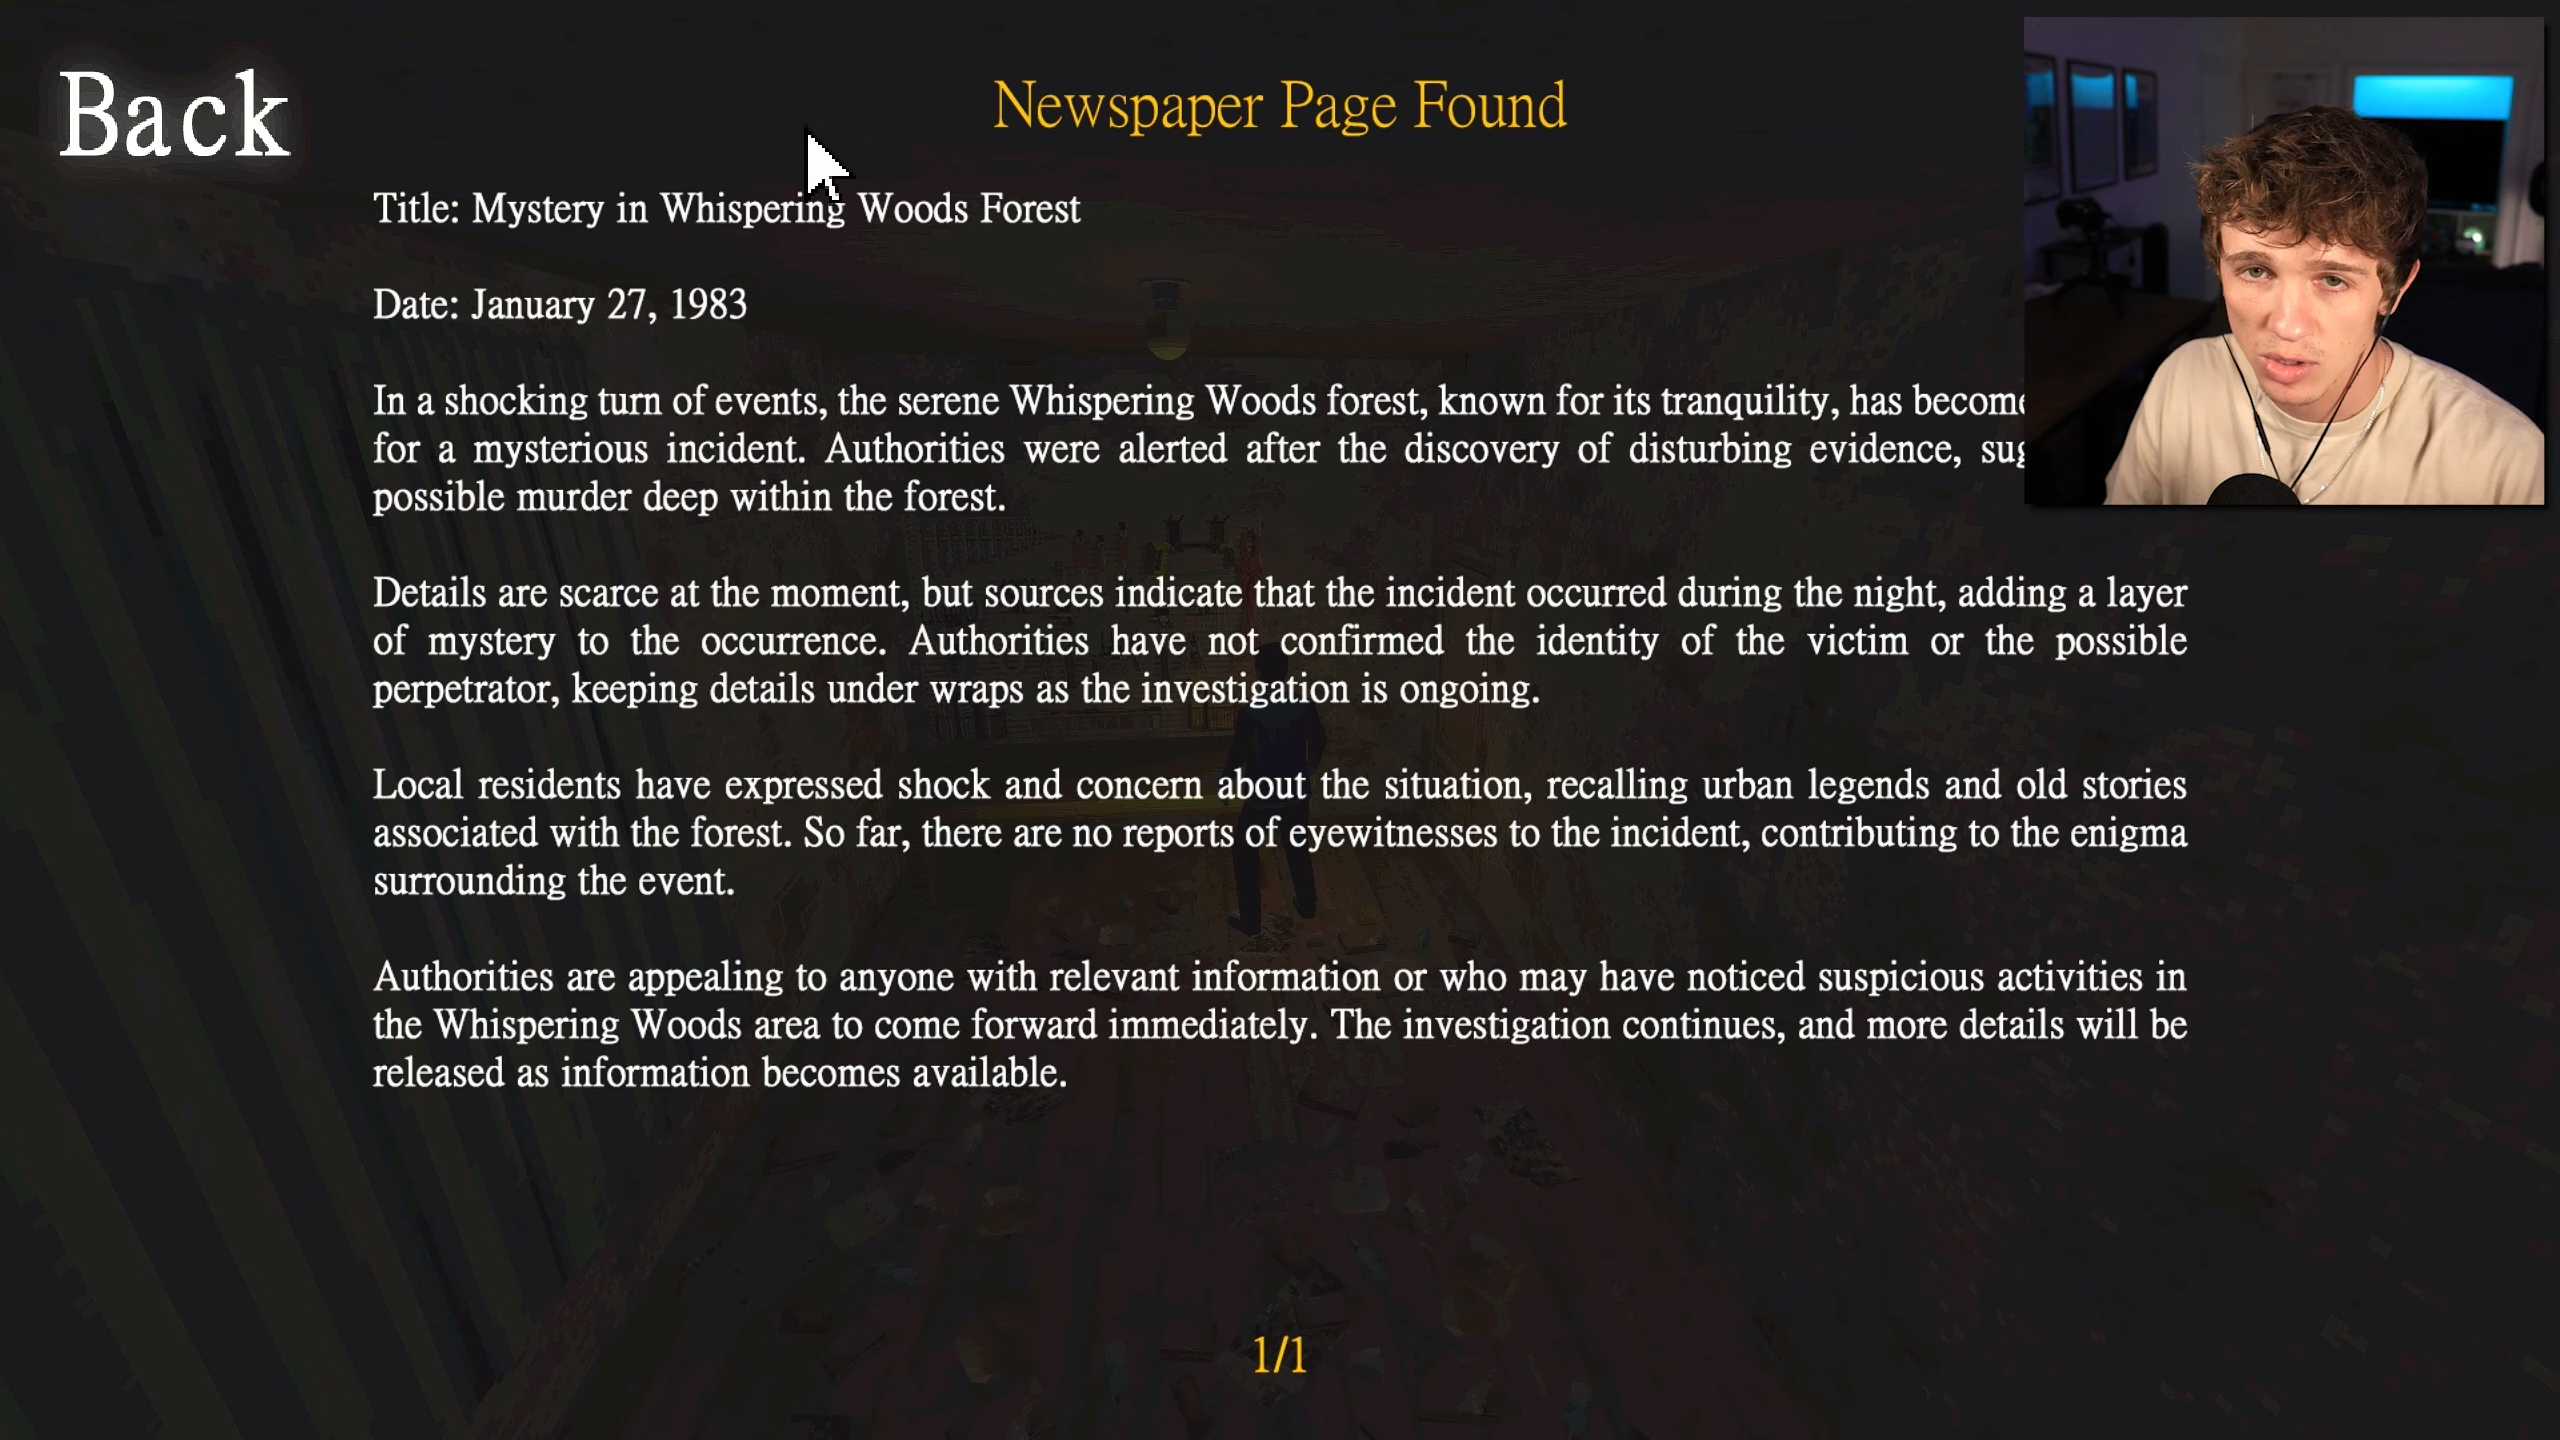 Back
Newspaper Page Found
Title: Mystery in Whispering Woods Forest
Date: January 27, 1983
In a shocking turn of events, the serene Whispering Woods forest, known for its tranquility, has become
for a mysterious incident. Authorities were alerted after the discovery of disturbing evidence,
possible murder deep within the forest.
Details are scarce at the moment, but sources indicate that the incident occurred during the night, adding a layer
of mystery to the occurrence. Authorities have not confirmed the identity of the victim or the possible
perpetrator, keeping details under wraps as the investigation is ongoing.
Local residents have expressed shock and concern about the situation, recalling urban legends and old stories
associated with the forest. So far, there are no reports of eyewitnesses to the incident, contributing to the enigma
surrounding the event.
Authorities are appealing to anyone with relevant information or who may have noticed suspicious activities in
the Whispering Woods area to come forward immediately. The investigation continues, and more details will be
released as information becomes available.
1/1